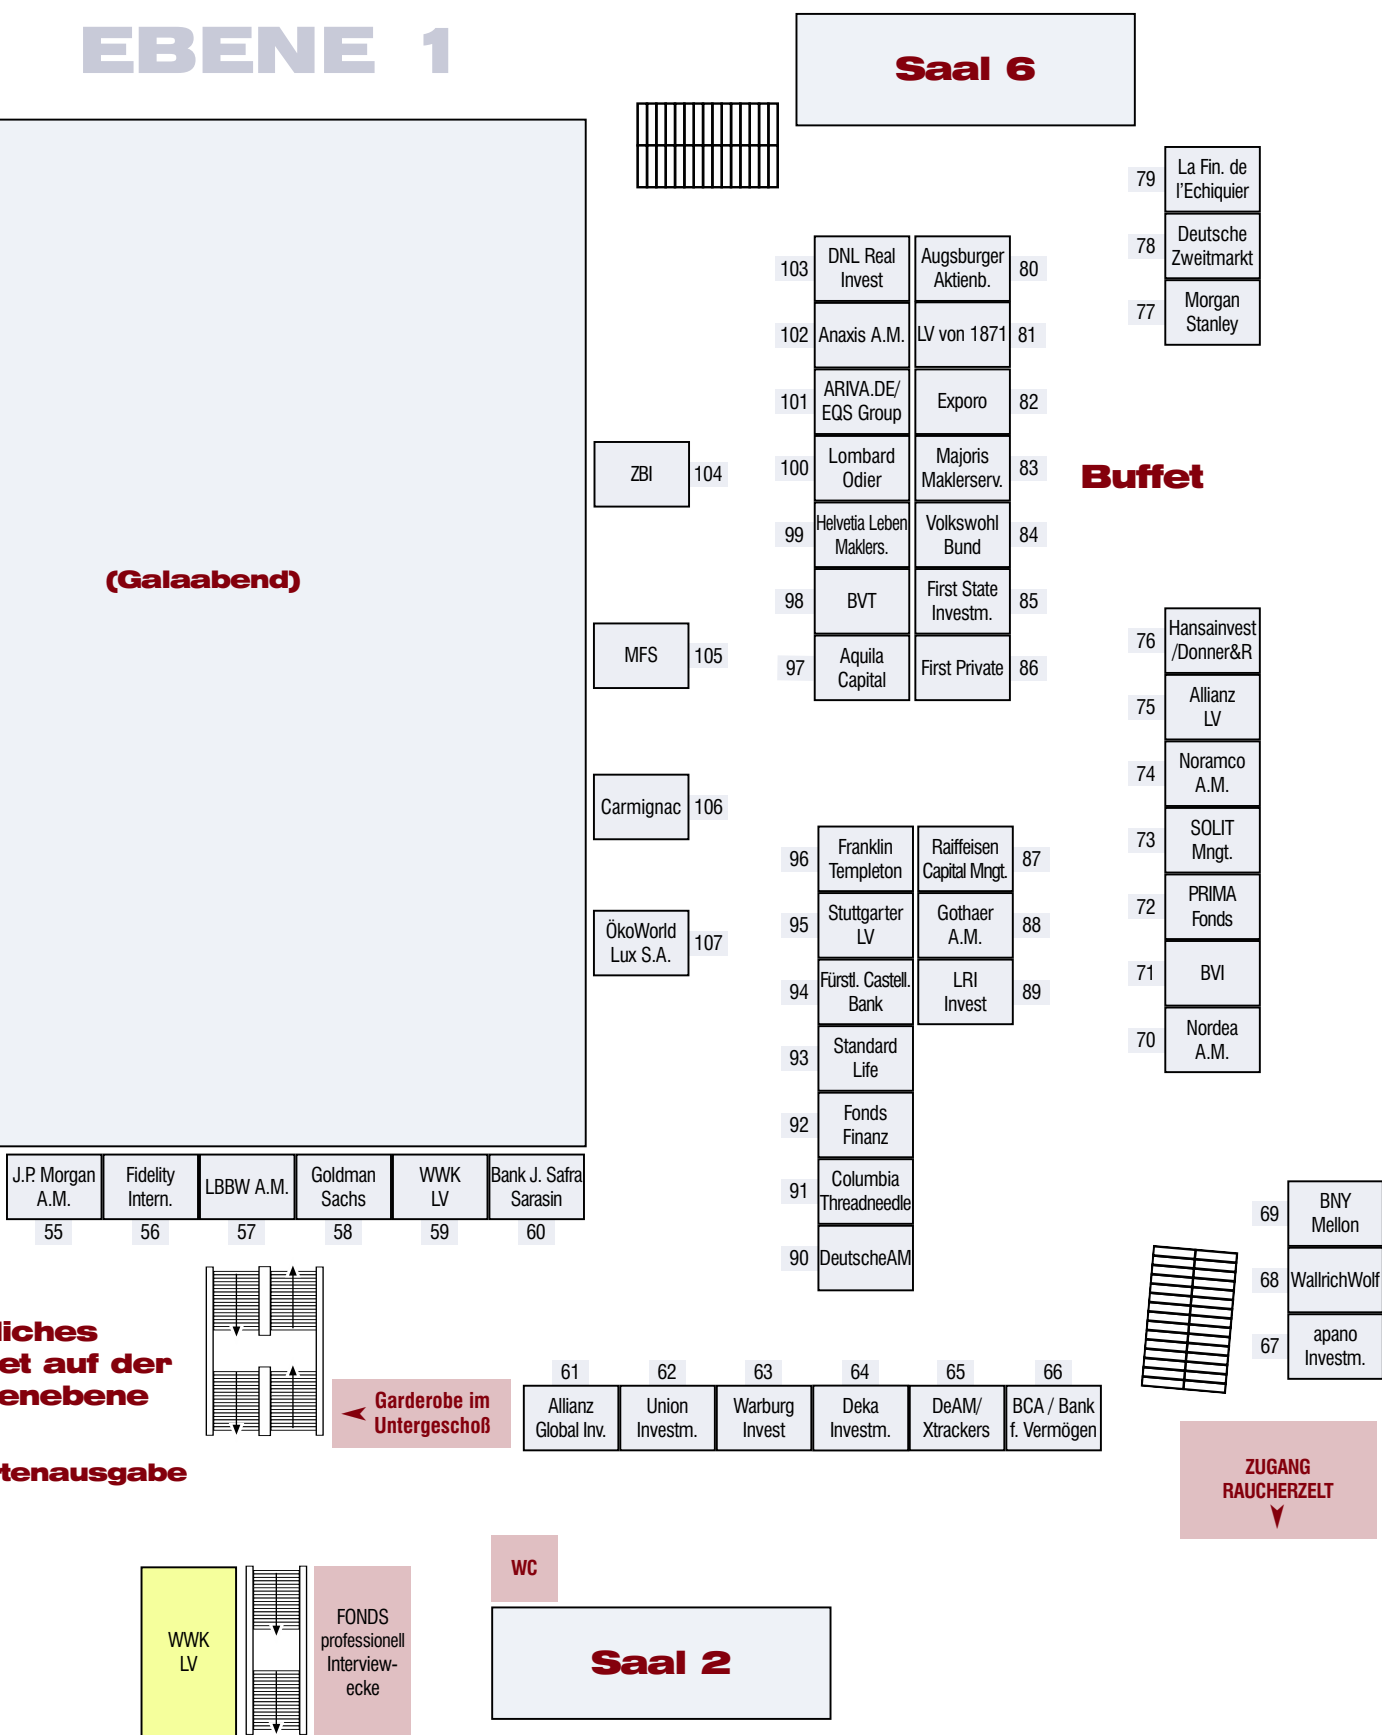 EBENE 1
Saal 6
79
La Fin. de
l'Echiquier
78
Deutsche
Zweitmarkt
77
Morgan
Stanley
103
DNL Real
Invest
Augsburger
Aktienb.
80
102
Anaxis A.M.
LV von 1871
81
101
ARIVA.DE/
EQS Group
Exporo
82
100
Lombard
Odier
Majoris
Maklerserv.
83
99
Helvetia Leben
Maklers.
Volkswohl
Bund
84
98
BVT
First State
Investm.
85
97
Aquila
Capital
First Private
86
Buffet
ZBI
104
(Galaabend)
MFS
105
Carmignac
106
ÖkoWorld
Lux S.A.
107
76
Hansainvest
/Donner&R
75
Allianz
LV
74
Noramco
A.M.
73
SOLIT
Mngt.
72
PRIMA
Fonds
71
BVI
70
Nordea
A.M.
96
Franklin
Templeton
Raiffeisen
Capital Mngt.
87
95
Stuttgarter
LV
Gothaer
A.M.
88
94
Fürstl. Castell.
Bank
LRI
Invest
89
93
Standard
Life
92
Fonds
Finanz
91
Columbia
Threadneedle
90
DeutscheAM
J.P. Morgan
A.M.
55
Fidelity
Intern.
56
LBBW A.M.
57
Goldman
Sachs
58
WWK
LV
59
Bank J. Safra
Sarasin
60
69
BNY
Mellon
68
WallrichWolf
67
apano
Investm.
liches
et auf der
enebene
Garderobe im
Untergeschoß
61
Allianz
Global Inv.
62
Union
Investm.
63
Warburg
Invest
64
Deka
Investm.
65
DeAM/
Xtrackers
66
BCA / Bank
f. Vermögen
rtenausgabe
ZUGANG
RAUCHERZELT
WC
WWK
LV
FONDS
professionell
Interview-
ecke
Saal 2